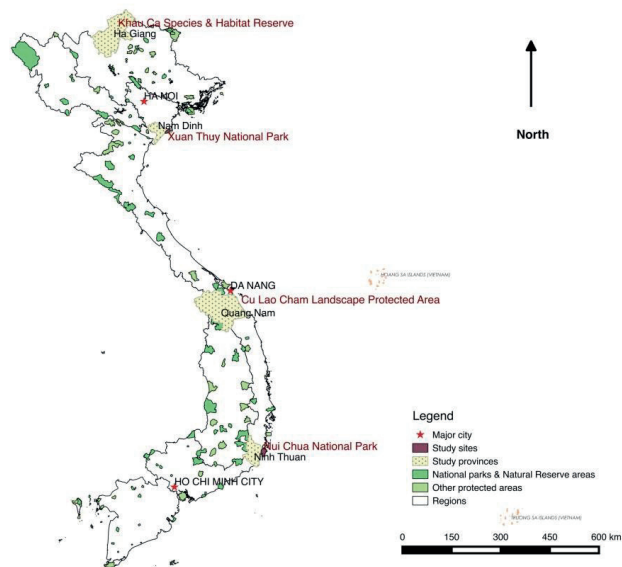 Khau Ca Species & Habitat Reserve
Ha Giang
HA NOI
North
Nam Dinh
Xuan Thuy National Park
HOANG SA ISLANDS (VIETNAM)
DA NANG
Cu Lao Cham Landscape Protected Area
Quang Nam
Legend
Major city
Nui Chua National Park
Study sites
Ninh Thuan
Study provinces
National parks & Natural Reserve areas
HO CHI MINH CITY
Other protected areas
Regions
TRUONG SA ISLANDS (VIETNAM)
0 150 300 450 600 km